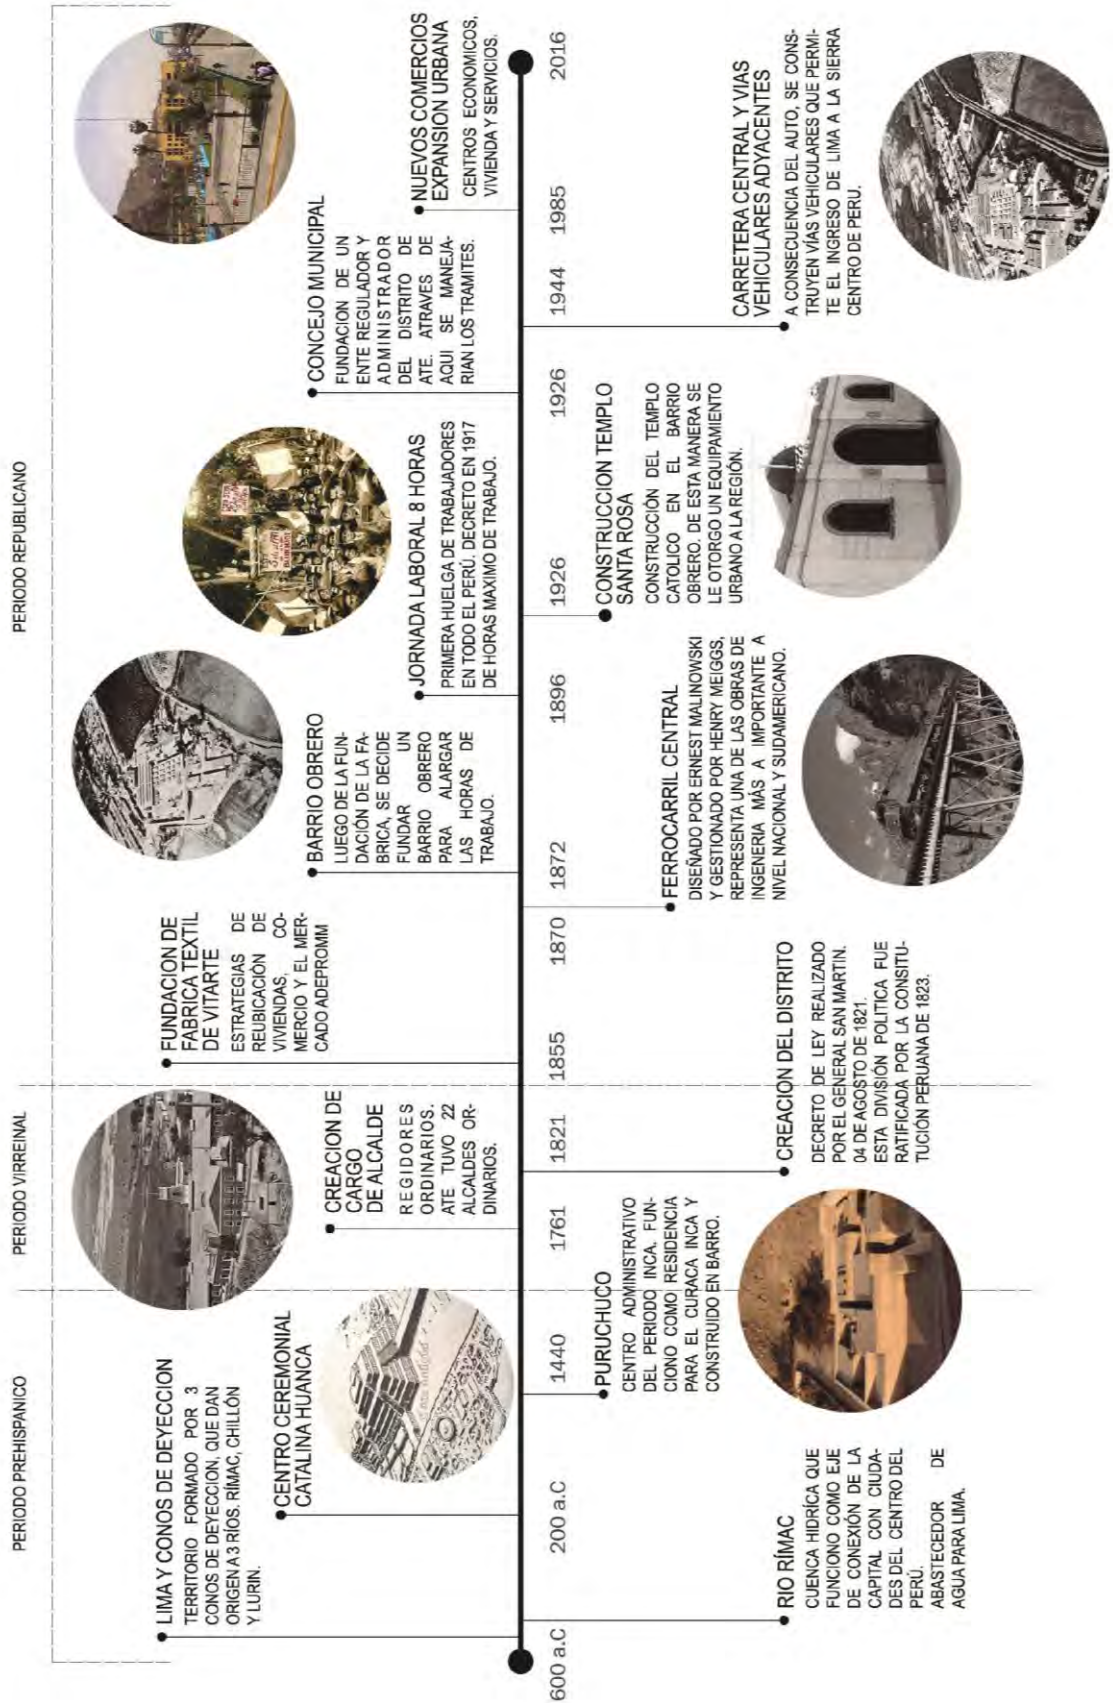 PERIODO PREHISPANICO
PERIODO VIRREINAL
PERIODO REPUBLICANO
LIMA Y CONOS DE DEYECCION
TERRITORIO FORMADO POR 3
CONOS DE DEYECCION, QUE DAN
ORIGEN A 3 RÍOS. RÍMAC, CHILLÓN
Y LURIN.
CENTRO CEREMONIAL
CATALINA HUANCA
CREACION DE
CARGO
DE ALCALDE
REGIDORES
ORDINARIOS.
ATE TUVO 22
ALCALDES OR-
DINARIOS.
FUNDACION DE
FABRICA TEXTIL
DE VITARTE
ESTRATEGIAS DE
REUBICACIÓN DE
VIVIENDAS, CO-
MERCIO Y EL MER-
CADO ADEPROMM
BARRIO OBRERO
LUEGO DE LA FUN-
DACIÓN DE LA FA-
BRICA, SE DECIDE
FUNDAR UN
BARRIO OBRERO
PARA ALARGAR
LAS HORAS DE
TRABAJO.
JORNADA LABORAL 8 HORAS
PRIMERA HUELGA DE TRABAJADORES
EN TODO EL PERÚ. DECRETO EN 1917
DE HORAS MAXIMO DE TRABAJO.
CONCEJO MUNICIPAL
FUNDACION DE UN
ENTE REGULADOR Y
ADMINISTRADOR
DEL DISTRITO DE
ATE. ATRAVES DE
AQUI SE MANEJA-
RIAN LOS TRAMITES.
NUEVOS COMERCIOS
EXPANSION URBANA
CENTROS ECONOMICOS,
VIVIENDA Y SERVICIOS.
600 a.C
200 a.C
1440
1761
1821
1855
1870
1872
1896
1926
1926
1944
1985
2016
RIO RÍMAC
CUENCA HIDRÍCA QUE
FUNCIONO COMO EJE
DE CONEXIÓN DE LA
CAPITAL CON CIUDA-
DES DEL CENTRO DEL
PERÚ.
ABASTECEDOR DE
AGUA PARA LIMA.
PURUCHUCO
CENTRO ADMINISTRATIVO
DEL PERIODO INCA. FUN-
CIONO COMO RESIDENCIA
PARA EL CURACA INCA Y
CONSTRUIDO EN BARRO.
CREACION DEL DISTRITO
DECRETO DE LEY REALIZADO
POR EL GENERAL SAN MARTIN.
04 DE AGOSTO DE 1821.
ESTA DIVISIÓN POLITICA FUE
RATIFICADA POR LA CONSTITU-
TUCIÓN PERUANA DE 1823.
FERROCARRIL CENTRAL
DISEÑADO POR ERNEST MALINOWSKI
Y GESTIONADO POR HENRY MEIGGS,
REPRESENTA UNA DE LAS OBRAS DE
INGENERIA MÁS A IMPORTANTE A
NIVEL NACIONAL Y SUDAMERICANO.
CONSTRUCCION TEMPLO
SANTA ROSA
CONSTRUCCIÓN DEL TEMPLO
CATOLICO EN EL BARRIO
OBRERO. DE ESTA MANERA SE
LE OTORGO UN EQUIPAMIENTO
URBANO A LA REGIÓN.
CARRETERA CENTRAL Y VIAS
VEHICULARES ADYACENTES
A CONSECUENCIA DEL AUTO, SE CONS-
TRUYEN VÍAS VEHICULARES QUE PERMI-
TE EL INGRESO DE LIMA A LA SIERRA
CENTRO DE PERU.